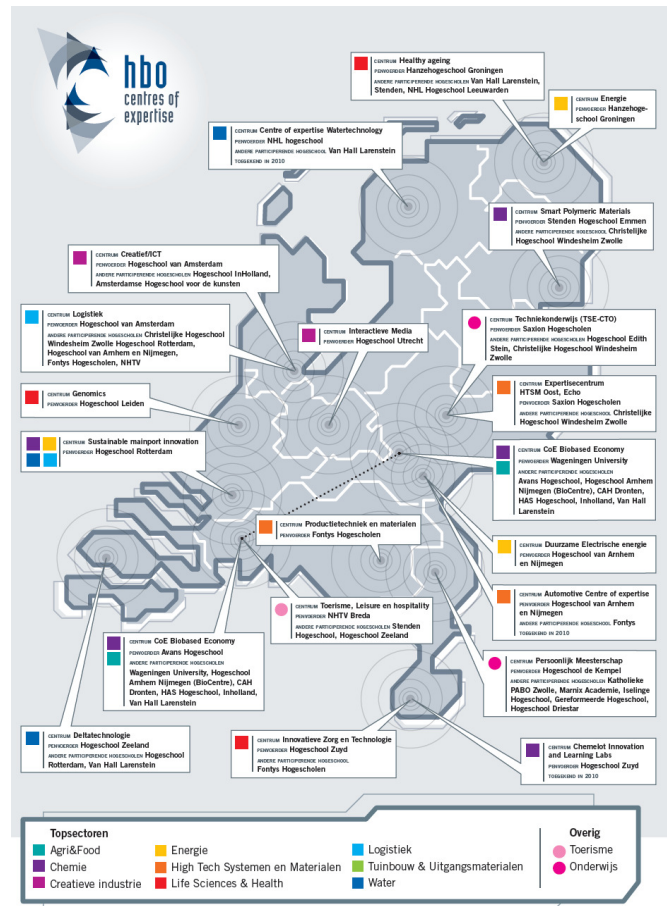 hbo
centres of
expertise
CENTRUM Healthy ageing
PENVOERDER Hanzehogeschool Groningen
ANDERE PARTICIPERENDE HOGESCHOLEN Van Hall Larenstein,
Stenden, NHL Hogeschool Leeuwarden
CENTRUM Energie
PENVOERDER Hanzehoge-
school Groningen
CENTRUM Centre of expertise Watertechnology
PENVOERDER NHL hogeschool
ANDERE PARTICIPERENDE HOGESCHOOL Van Hall Larenstein
TOEGEKEND IN 2010
CENTRUM Smart Polymeric Materials
PENVOERDER Stenden Hogeschool Emmen
ANDERE PARTICIPERENDE HOGESCHOOL Christelijke
Hogeschool Windesheim Zwolle
CENTRUM Creatief/ICT
PENVOERDER Hogeschool van Amsterdam
ANDERE PARTICIPERENDE HOGESCHOLEN Hogeschool InHolland,
Amsterdamse Hogeschool voor de kunsten
CENTRUM Logistiek
PENVOERDER Hogeschool van Amsterdam
ANDERE PARTICIPERENDE HOGESCHOLEN Christelijke Hogeschool
Windesheim Zwolle Hogeschool Rotterdam,
Hogeschool van Arnhem en Nijmegen,
Fontys Hogescholen, NHTV
CENTRUM Interactieve Media
PENVOERDER Hogeschool Utrecht
CENTRUM Techniekonderwijs (TSE-CTO)
PENVOERDER Saxion Hogescholen
ANDERE PARTICIPERENDE HOGESCHOLEN Hogeschool Edith
Stein, Christelijke Hogeschool Windesheim
Zwolle
CENTRUM Genomics
PENVOERDER Hogeschool Leiden
CENTRUM Expertisecentrum
HTSM Oost, Echo
PENVOERDER Saxion Hogescholen
ANDERE PARTICIPERENDE HOGESCHOOL Christelijke
Hogeschool Windesheim Zwolle
CENTRUM Sustainable mainport innovation
PENVOERDER Hogeschool Rotterdam
CENTRUM CoE Biobased Economy
PENVOERDER Wageningen University
ANDERE PARTICIPERENDE HOGESCHOLEN
Avans Hogeschool, Hogeschool Arnhem
Nijmegen (BioCentre), CAH Dronten,
HAS Hogeschool, Inholland, Van Hall
Larenstein
CENTRUM Productietechniek en materialen
PENVOERDER Fontys Hogescholen
CENTRUM Duurzame Electrische energie
PENVOERDER Hogeschool van Arnhem
en Nijmegen
CENTRUM Automotive Centre of expertise
PENVOERDER Hogeschool van Arnhem
en Nijmegen
ANDERE PARTICIPERENDE HOGESCHOOL Fontys
TOEGEKEND IN 2010
CENTRUM Toerisme, Leisure en hospitality
PENVOERDER NHTV Breda
ANDERE PARTICIPERENDE HOGESCHOLEN Stenden
Hogeschool, Hogeschool Zeeland
CENTRUM CoE Biobased Economy
PENVOERDER Avans Hogeschool
ANDERE PARTICIPERENDE HOGESCHOLEN
Wageningen University, Hogeschool
Arnhem Nijmegen (BioCentre), CAH
Dronten, HAS Hogeschool, Inholland,
Van Hall Larenstein
CENTRUM Persoonlijk Meesterschap
PENVOERDER Hogeschool de Kempel
ANDERE PARTICIPERENDE HOGESCHOLEN Katholieke
PABO Zwolle, Marnix Academie, Iselinge
Hogeschool, Gereformeerde Hogeschool,
Hogeschool Driestar
CENTRUM Deltatechnologie
PENVOERDER Hogeschool Zeeland
ANDERE PARTICIPERENDE HOGESCHOLEN Hogeschool
Rotterdam, Van Hall Larenstein
CENTRUM Innovatieve Zorg en Technologie
PENVOERDER Hogeschool Zuyd
ANDERE PARTICIPERENDE HOGESCHOOL
Fontys Hogescholen
CENTRUM Chemelot Innovation
and Learning Labs
PENVOERDER Hogeschool Zuyd
TOEGEKEND IN 2010
Topsectoren
Agri&Food
Chemie
Creatieve industrie
Energie
High Tech Systemen en Materialen
Life Sciences & Health
Logistiek
Tuinbouw & Uitgangsmaterialen
Water
Overig
Toerisme
Onderwijs